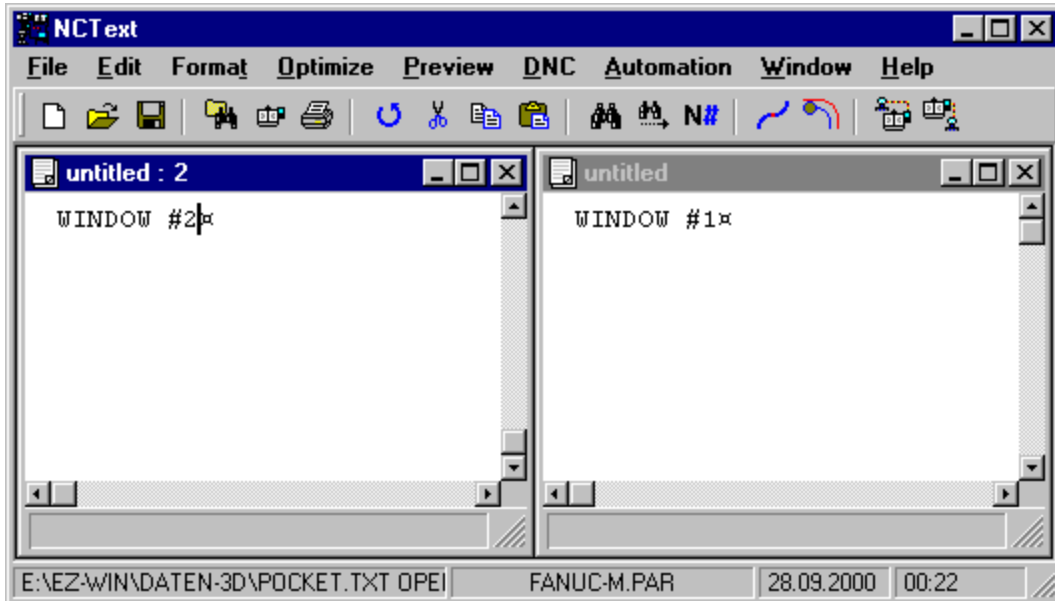 NCText
File Edit Format Optimize Preview DNC Automation Window Help
N#
untitled : 2
WINDOW #2¤
untitled
WINDOW #1¤
E:\EZ-WIN\DATEN-3D\POCKET.TXT OPE
FANUC-M.PAR
28.09.2000
00:22